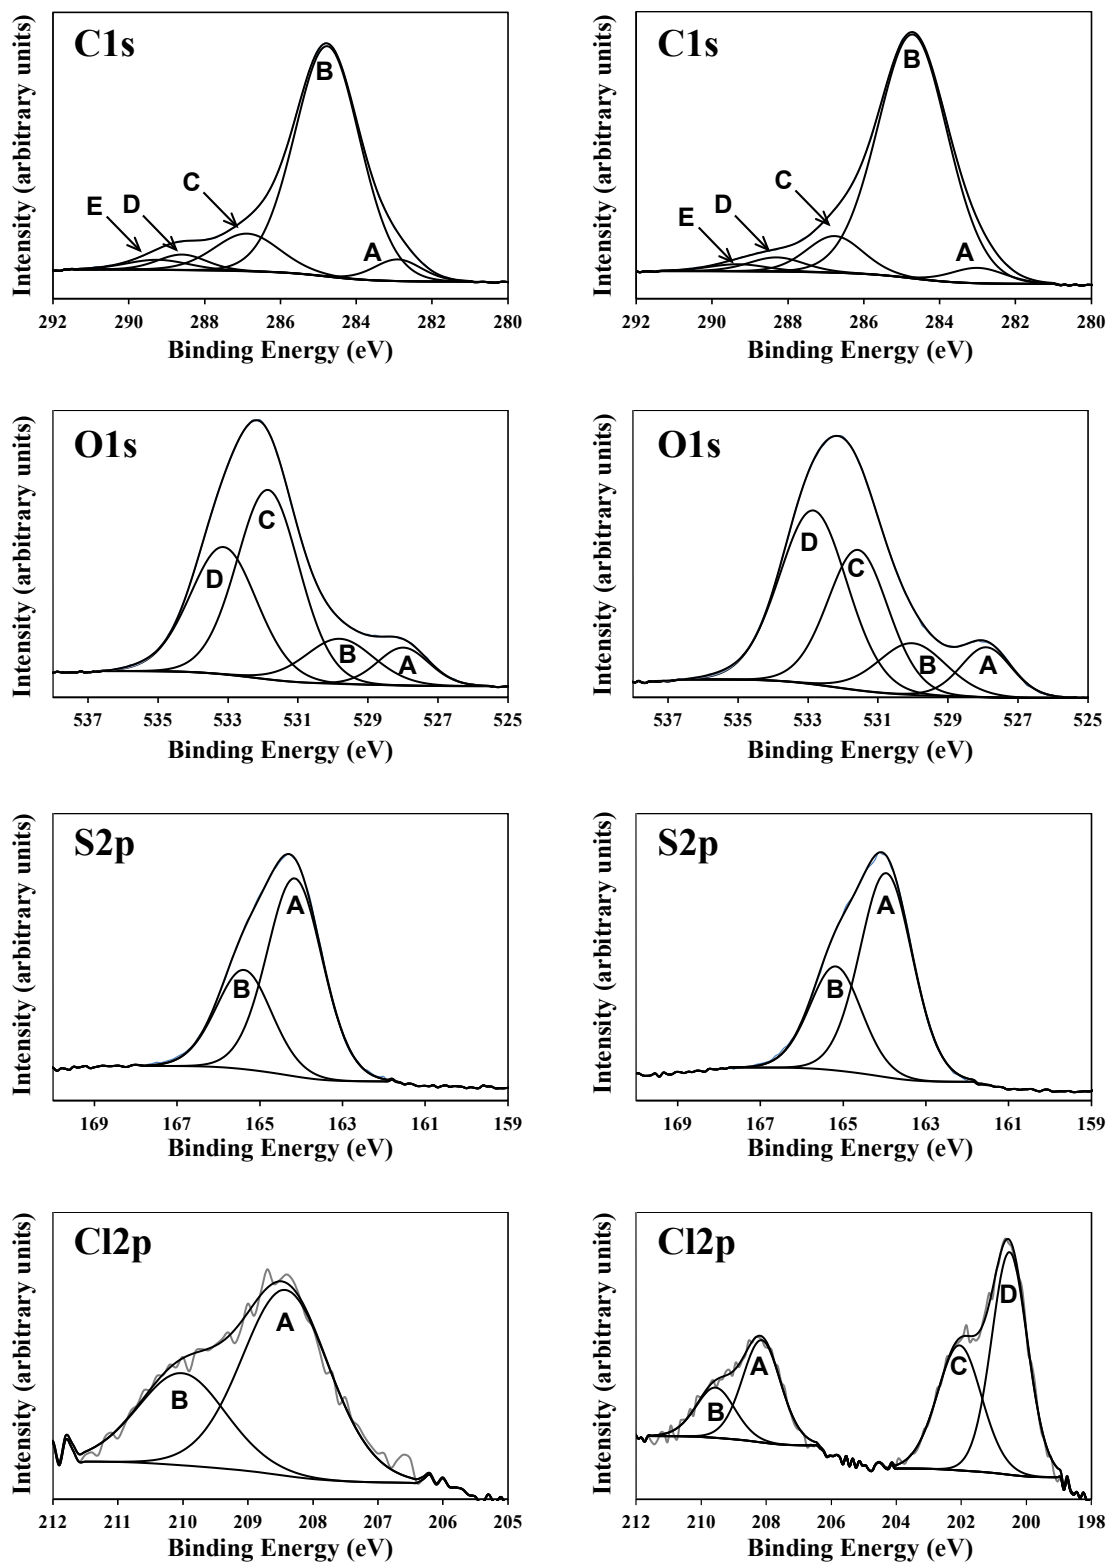 C1s
Intensity (arbitrary units)
B
C
D
E
A
292 290 288 286 284 282 280
Binding Energy (eV)
C1s
Intensity (arbitrary units)
B
C
D
E
A
292 290 288 286 284 282 280
Binding Energy (eV)
O1s
Intensity (arbitrary units)
C
D
B
A
537 535 533 531 529 527 525
Binding Energy (eV)
O1s
Intensity (arbitrary units)
D
C
B
A
537 535 533 531 529 527 525
Binding Energy (eV)
S2p
Intensity (arbitrary units)
A
B
169 167 165 163 161 159
Binding Energy (eV)
S2p
Intensity (arbitrary units)
A
B
169 167 165 163 161 159
Binding Energy (eV)
Cl2p
Intensity (arbitrary units)
A
B
212 211 210 209 208 207 206 205
Binding Energy (eV)
Cl2p
Intensity (arbitrary units)
D
A
C
B
212 210 208 206 204 202 200 198
Binding Energy (eV)